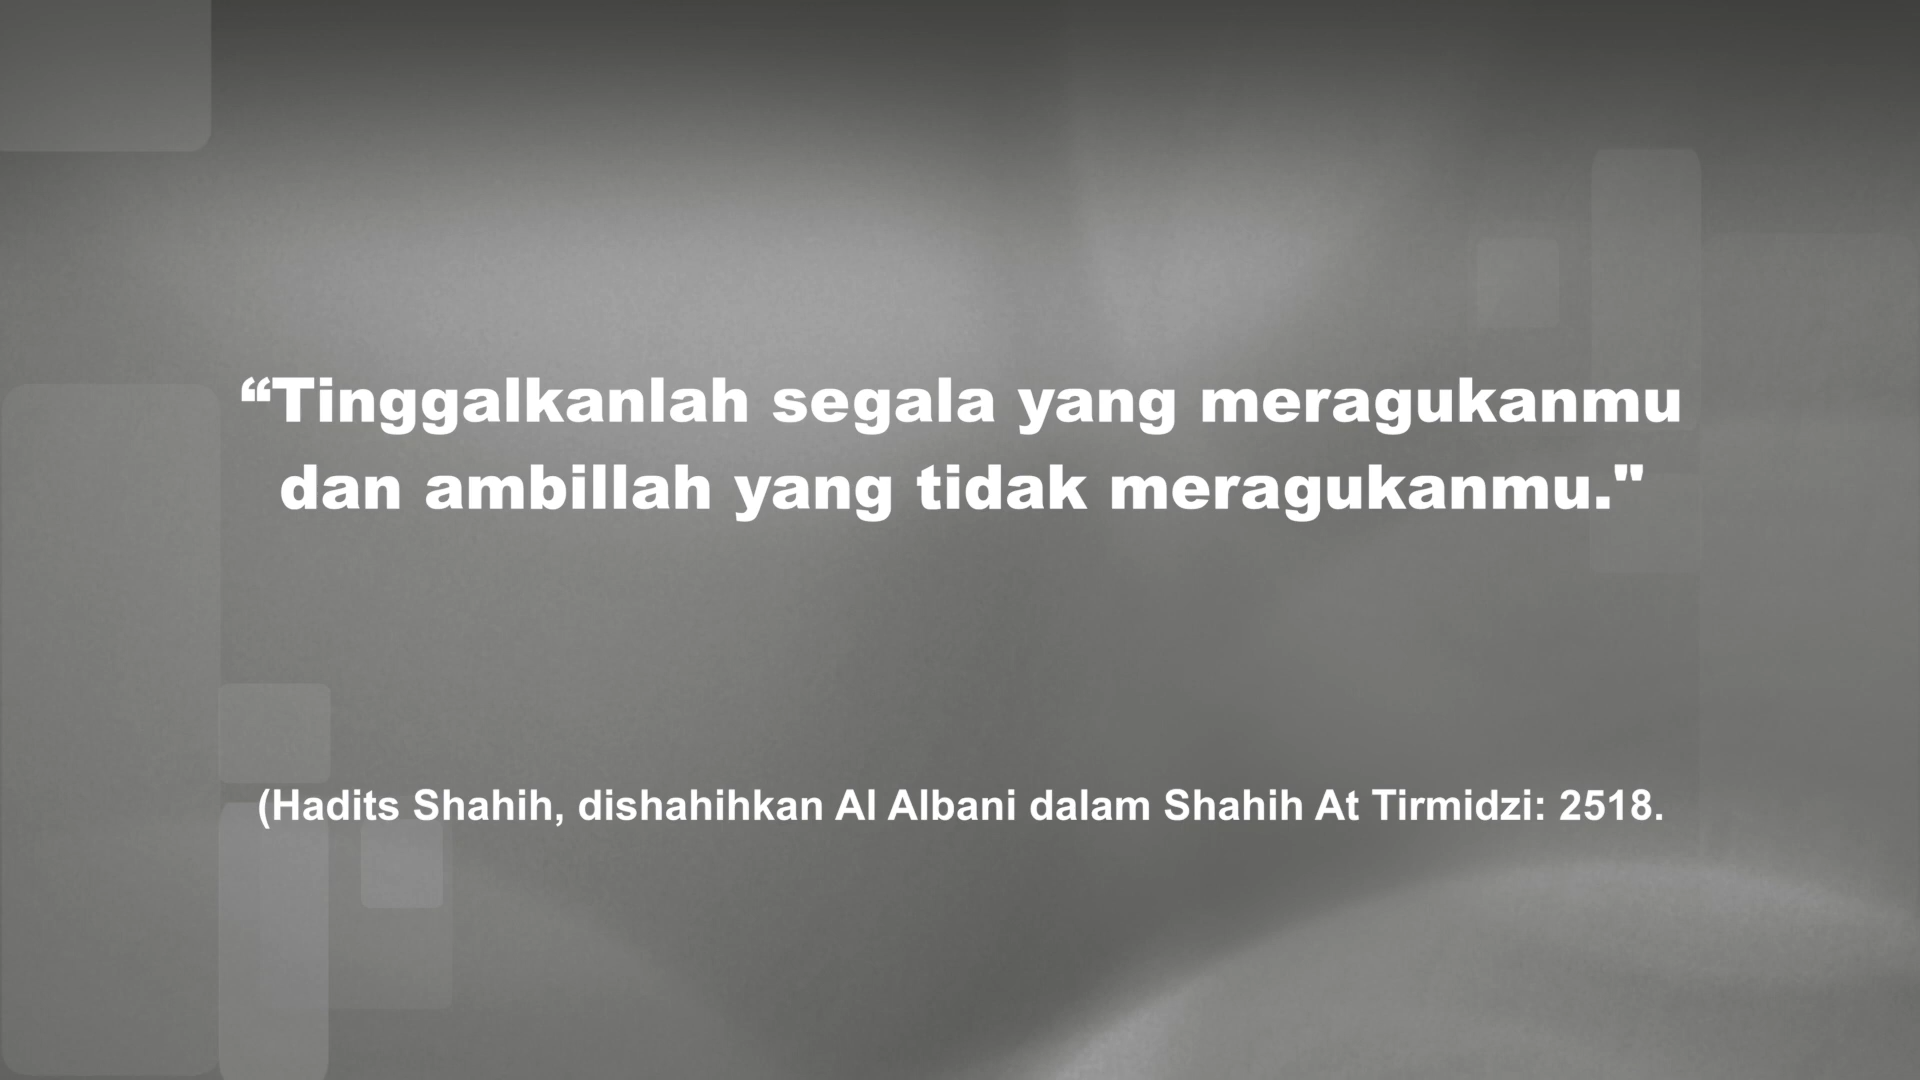 “Tinggalkanlah segala yang meragukanmu
dan ambillah yang tidak meragukanmu."
(Hadits Shahih, dishahihkan Al Albani dalam Shahih At Tirmidzi: 2518.